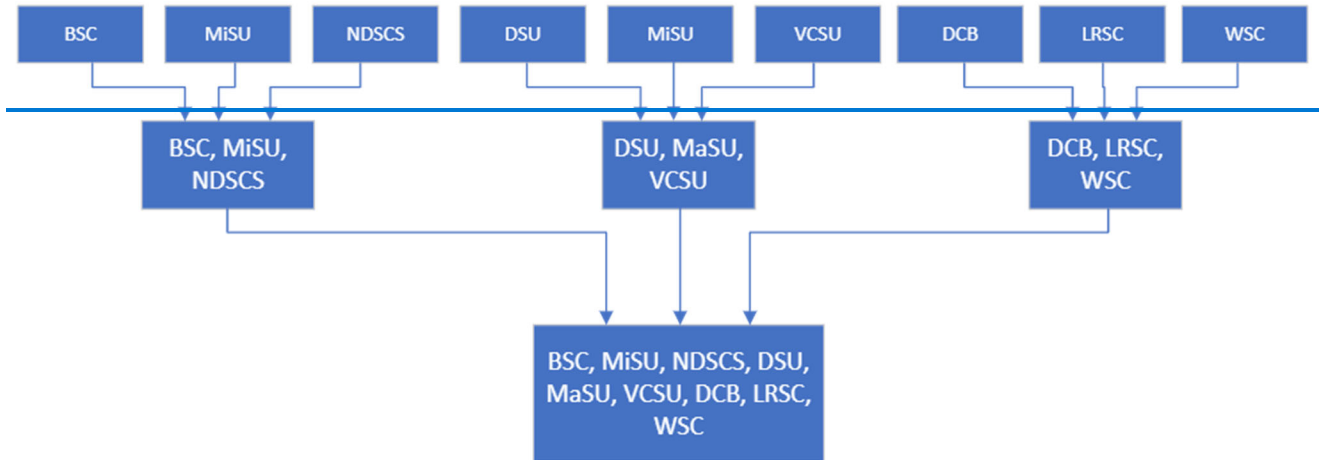 BSC
MiSU
NDSCS
DSU
MiSU
VCSU
DCB
LRSC
WSC
BSC, MiSU,
NDSCS
DSU, MaSU,
VCSU
DCB, LRSC,
WSC
BSC, MiSU, NDSCS, DSU,
MaSU, VCSU, DCB, LRSC,
WSC